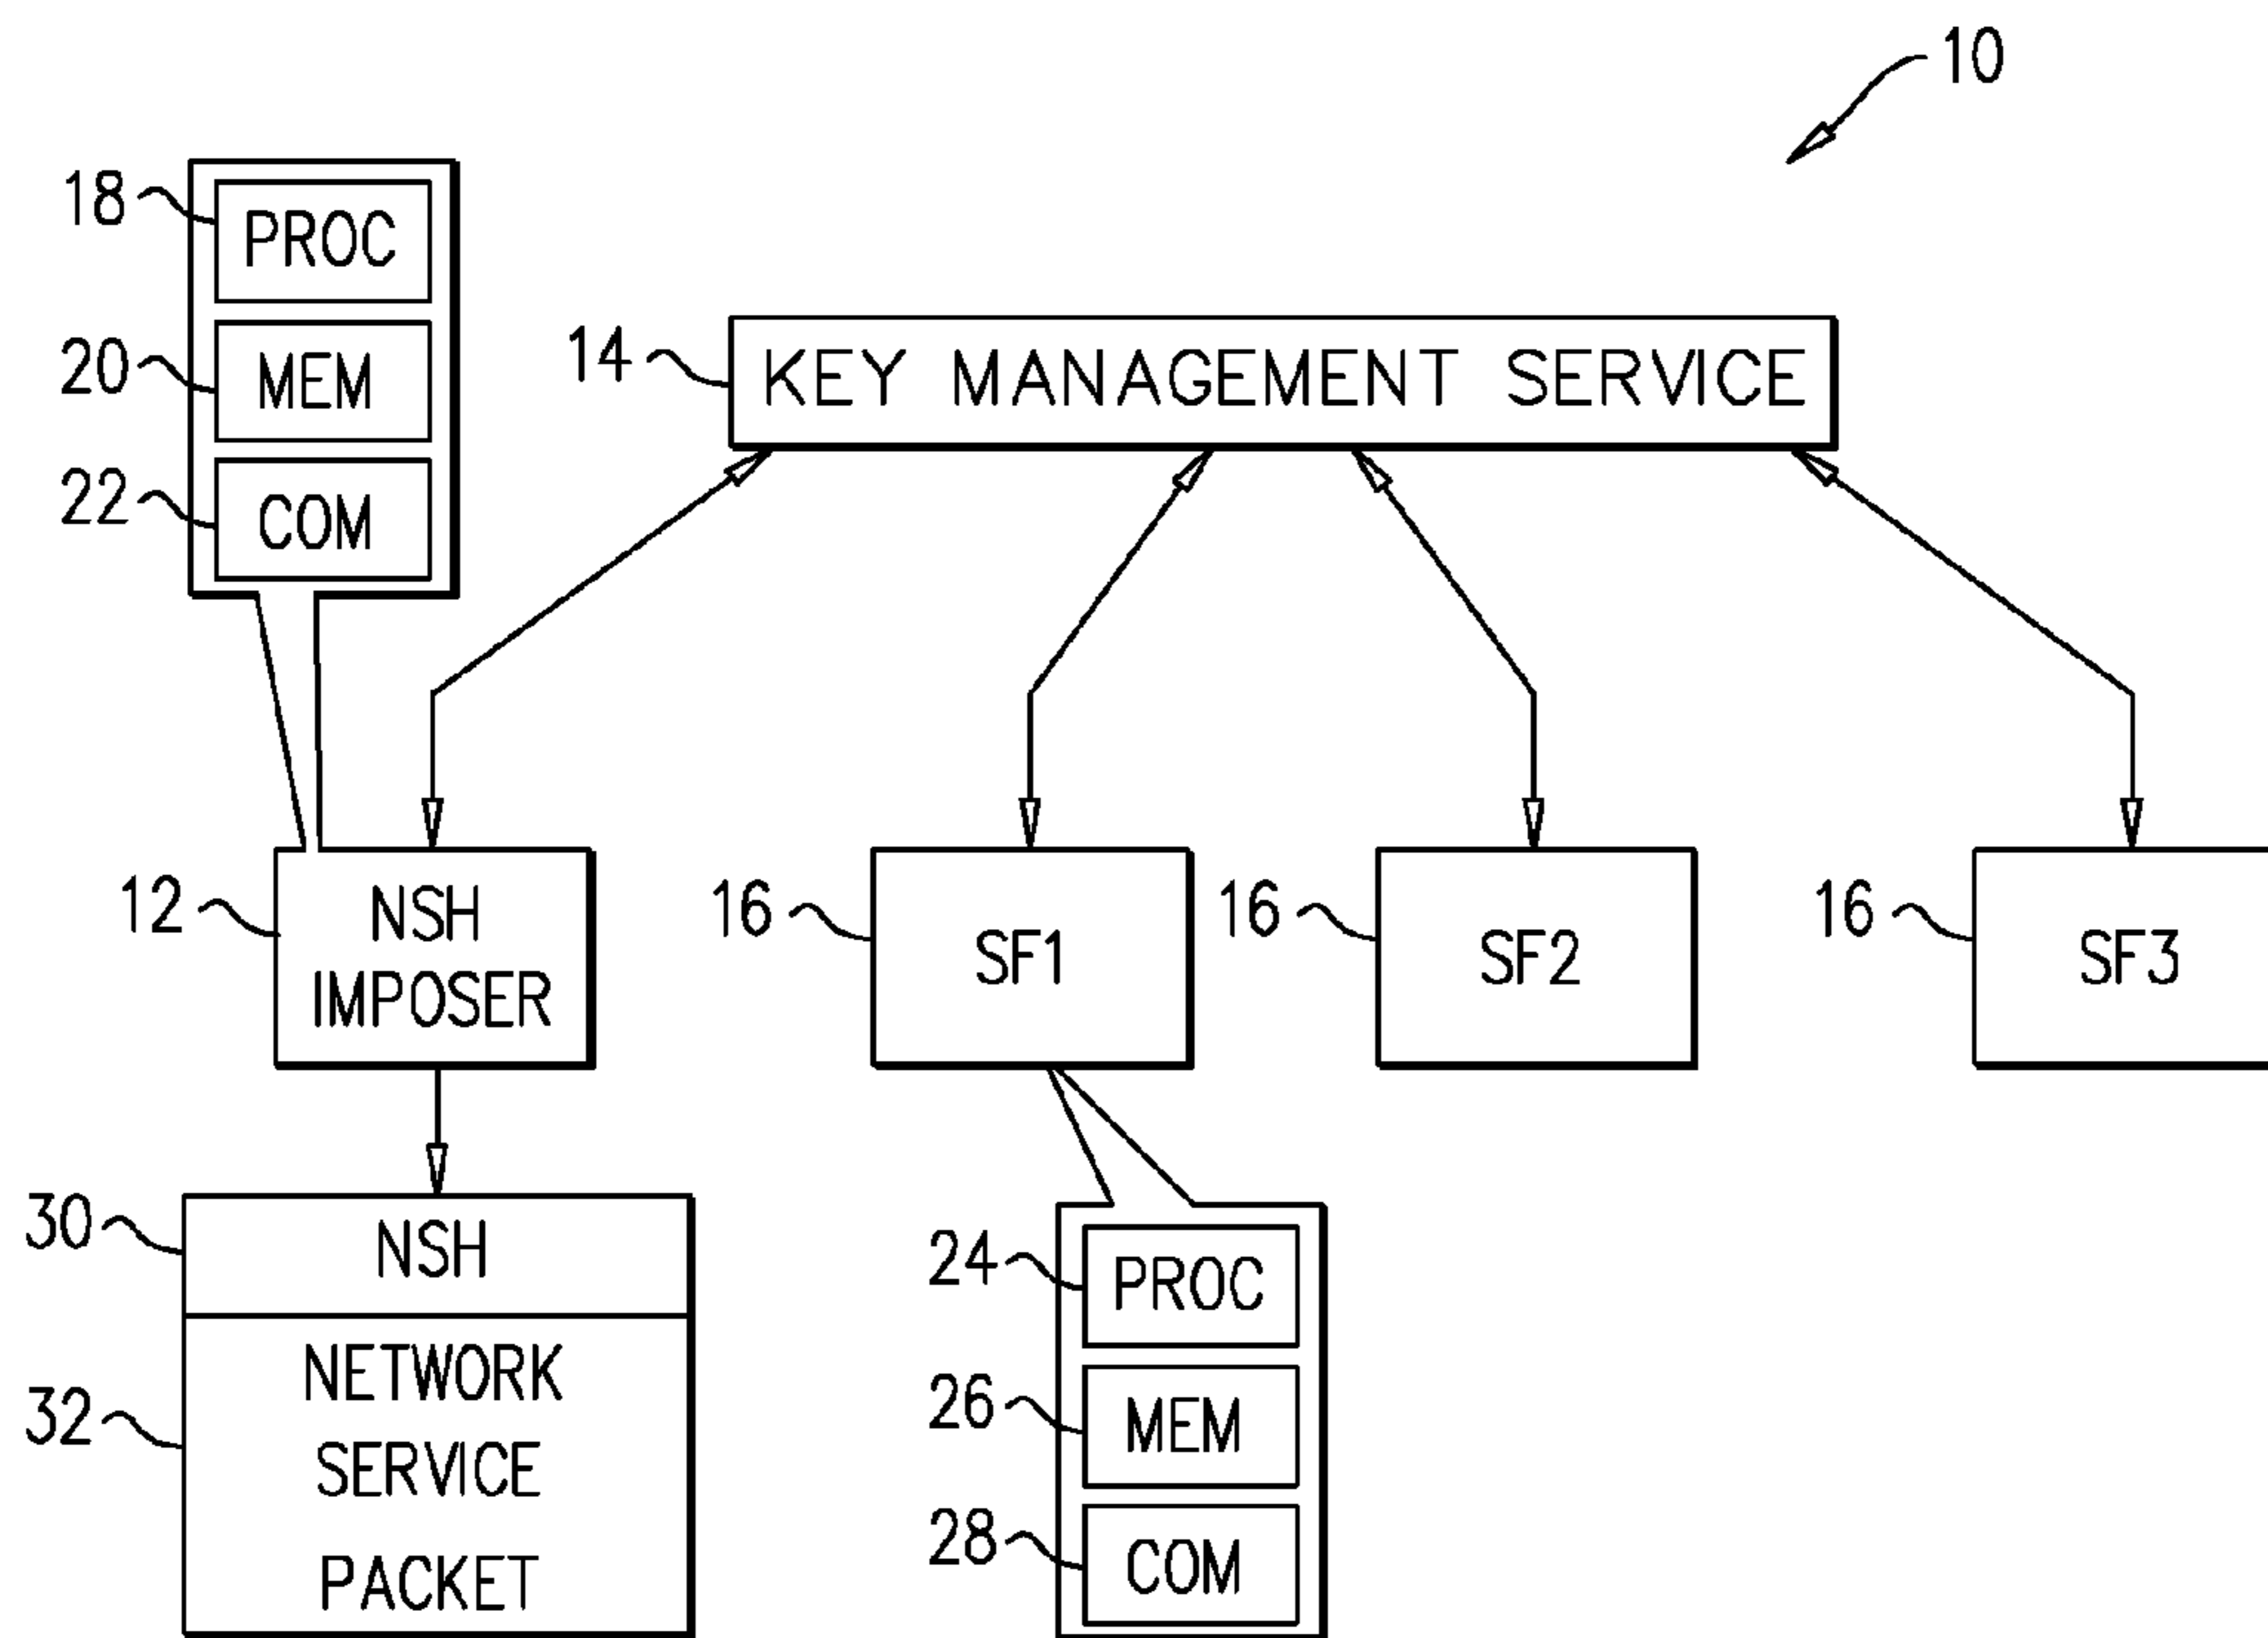 10
18
PROC
20
MEM
22
COM
14
KEY MANAGEMENT SERVICE
12
NSH
IMPOSER
16
SF1
16
SF2
16
SF3
30
NSH
32
NETWORK
SERVICE
PACKET
24
PROC
26
MEM
28
COM